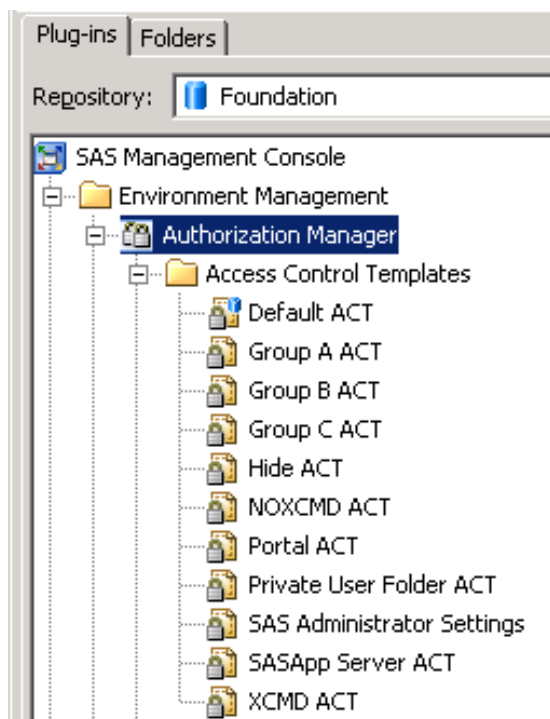 Plug-ins Folders
Repository: Foundation
SAS Management Console
Environment Management
Authorization Manager
Access Control Templates
Default ACT
Group A ACT
Group B ACT
Group C ACT
Hide ACT
NOXCMD ACT
Portal ACT
Private User Folder ACT
SAS Administrator Settings
SASApp Server ACT
XCMD ACT